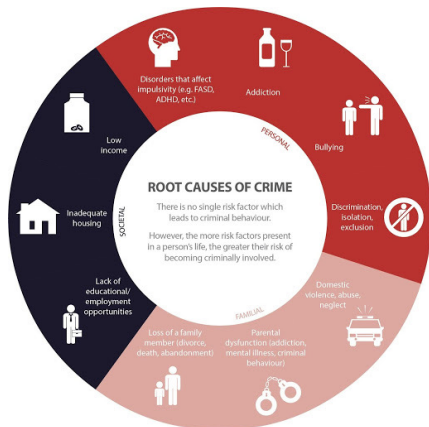 ROOT CAUSES OF CRIME
There is no single risk factor which
leads to criminal behaviour.
However, the more risk factors present
in a person's life, the greater their risk of
becoming criminally involved.
PERSONAL
Disorders that affect
impulsivity (e.g. FASD,
ADHD, etc.)
Addiction
Bullying
Discrimination,
isolation,
exclusion
FAMILIAL
Domestic
violence, abuse,
neglect
Parental
dysfunction (addiction,
mental illness, criminal
behaviour)
Loss of a family
member (divorce,
death, abandonment)
SOCIETAL
Lack of
educational/
employment
opportunities
Inadequate
housing
Low
income